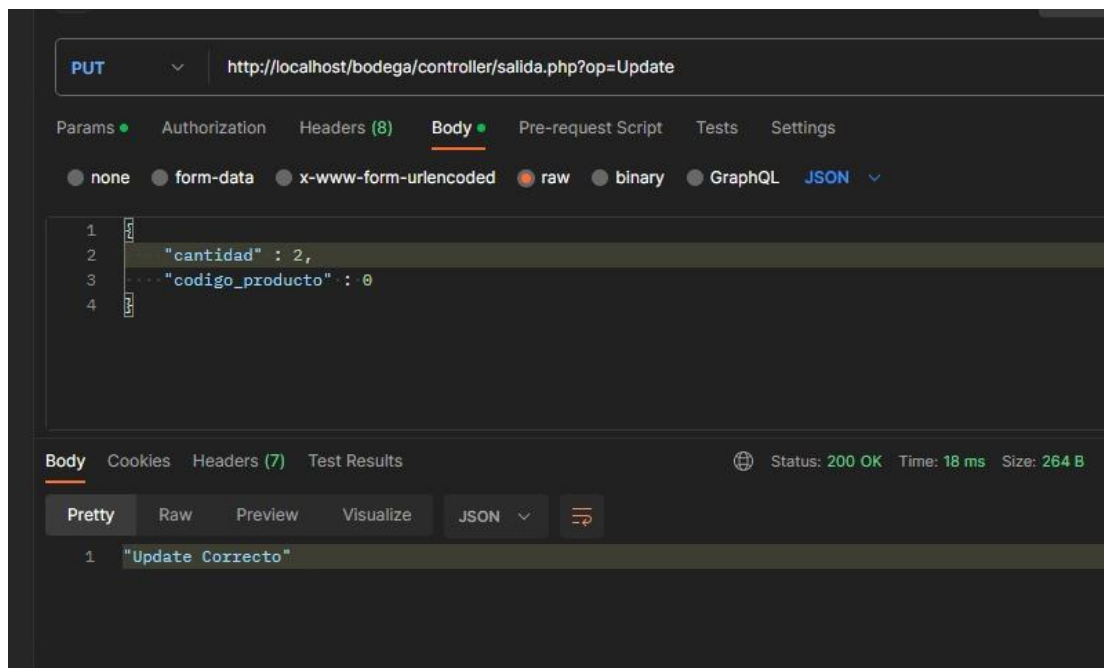 PUT http://localhost/bodega/controller/salida.php?op=Update
Params Authorization Headers (8) Body Pre-request Script Tests Settings
none form-data x-www-form-urlencoded raw binary GraphQL JSON
1 {
2 "cantidad" : 2,
3 "codigo_producto" : 0
4 }
Body Cookies Headers (7) Test Results Status: 200 OK Time: 18 ms Size: 264 B
Pretty Raw Preview Visualize JSON
1 "Update Correcto"